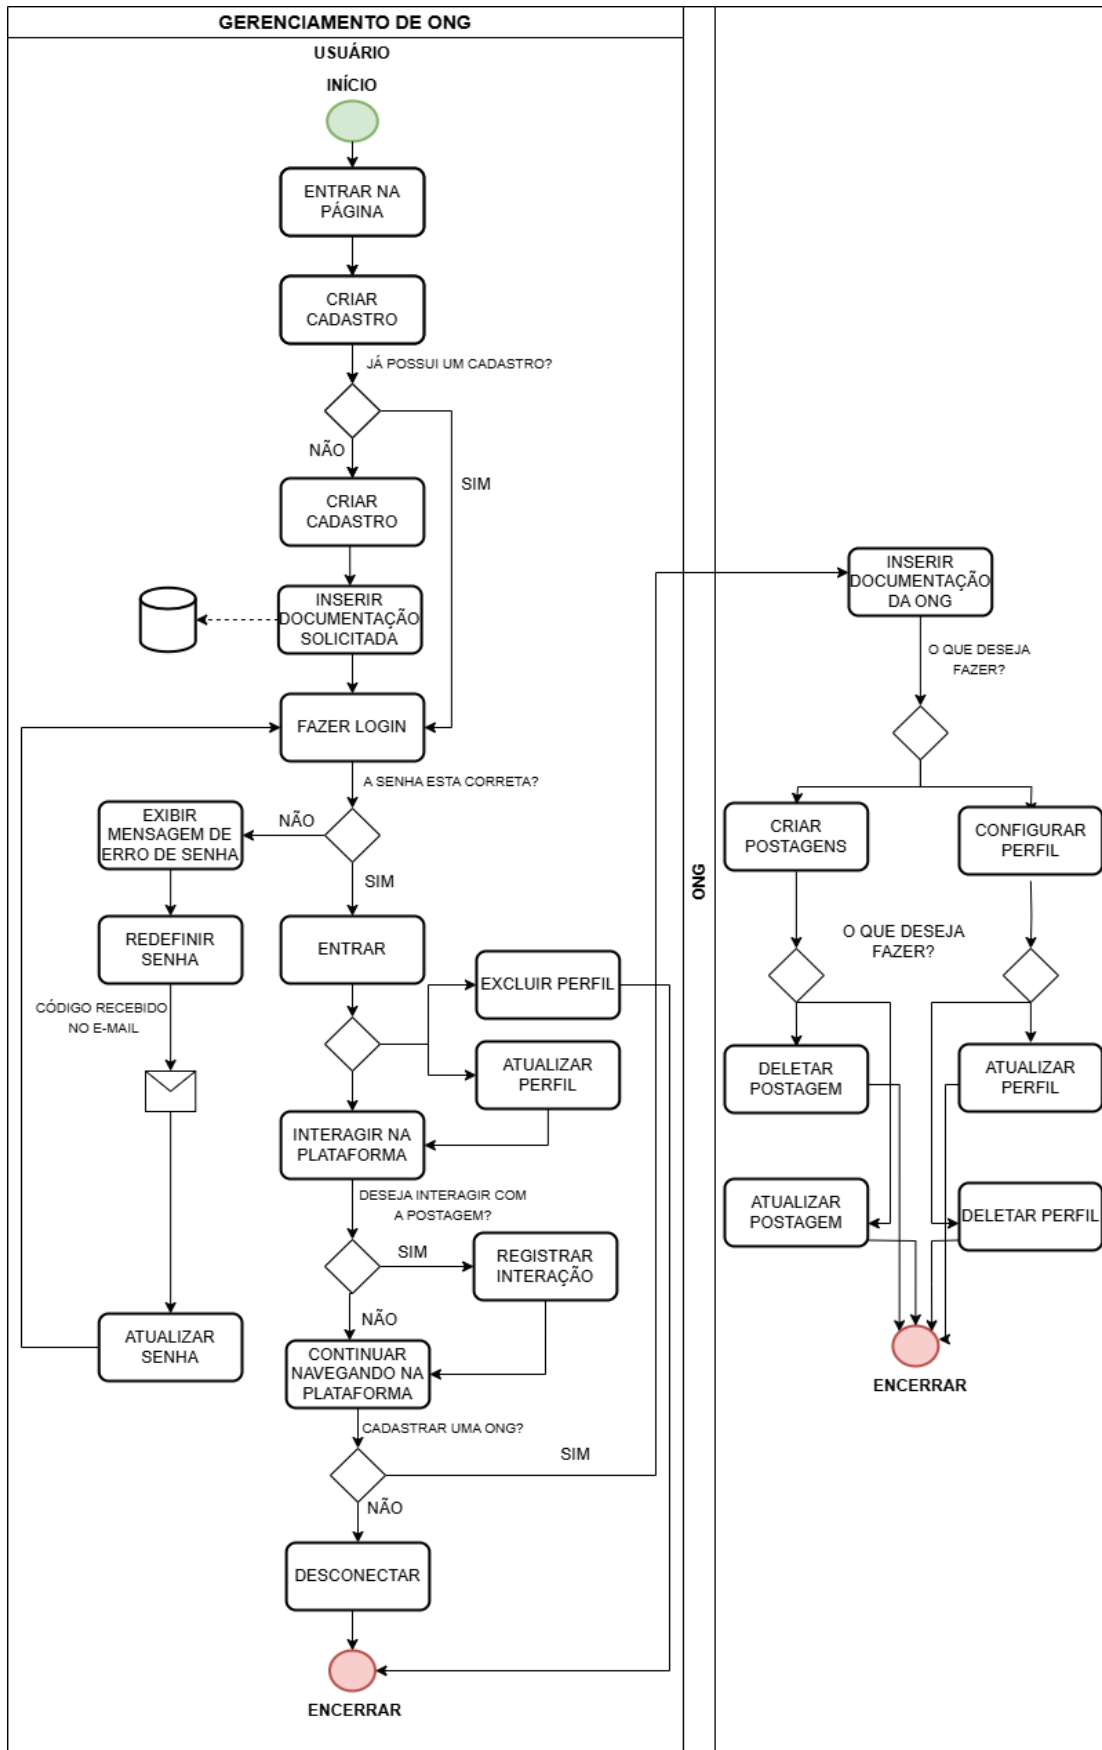 GERENCIAMENTO DE ONG
USUÁRIO
INÍCIO
ENTRAR NA
PÁGINA
CRIAR
CADASTRO
JÁ POSSUI UM CADASTRO?
NÃO
SIM
CRIAR
CADASTRO
INSERIR
DOCUMENTAÇÃO
SOLICITADA
FAZER LOGIN
A SENHA ESTA CORRETA?
NÃO
EXIBIR
MENSAGEM DE
ERRO DE SENHA
SIM
REDEFINIR
SENHA
ENTRAR
CÓDIGO RECEBIDO
NO E-MAIL
EXCLUIR PERFIL
ATUALIZAR
PERFIL
INTERAGIR NA
PLATAFORMA
DESEJA INTERAGIR COM
A POSTAGEM?
SIM
REGISTRAR
INTERAÇÃO
NÃO
ATUALIZAR
SENHA
CONTINUAR
NAVEGANDO NA
PLATAFORMA
CADASTRAR UMA ONG?
SIM
NÃO
DESCONECTAR
ENCERRAR
ONG
INSERIR
DOCUMENTAÇÃO
DA ONG
O QUE DESEJA
FAZER?
CRIAR
POSTAGENS
CONFIGURAR
PERFIL
O QUE DESEJA
FAZER?
DELETAR
POSTAGEM
ATUALIZAR
PERFIL
ATUALIZAR
POSTAGEM
DELETAR PERFIL
ENCERRAR